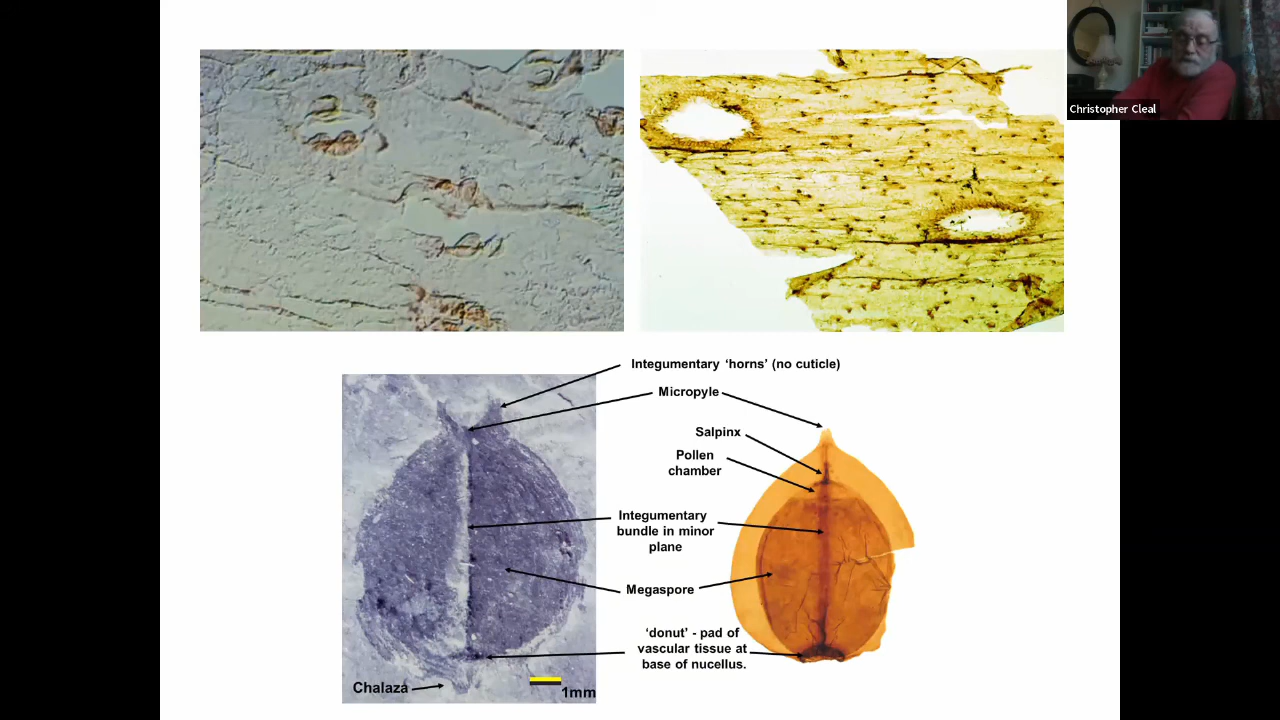 Christopher Cleal
Integumentary ‘horns’ (no cuticle)
Micropyle
Salpinx
Pollen
chamber
Integumentary
bundle in minor
plane
Megaspore
‘donut’ - pad of
vascular tissue at
base of nucellus.
Chalaza
1mm